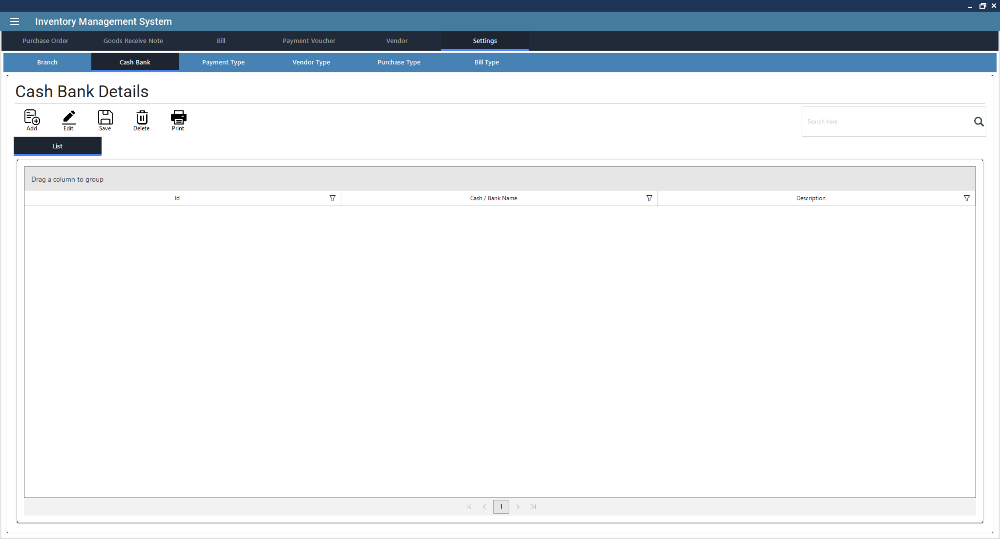 Inventory Management System
Purchase Order Goods Receive Note Bill Payment Voucher Vendor Settings
Branch Cash Bank Payment Type Vendor Type Purchase Type Bill Type
Cash Bank Details
Add Edit Save Delete Print
Search here
List
Drag a column to group
Id Cash / Bank Name Description
1